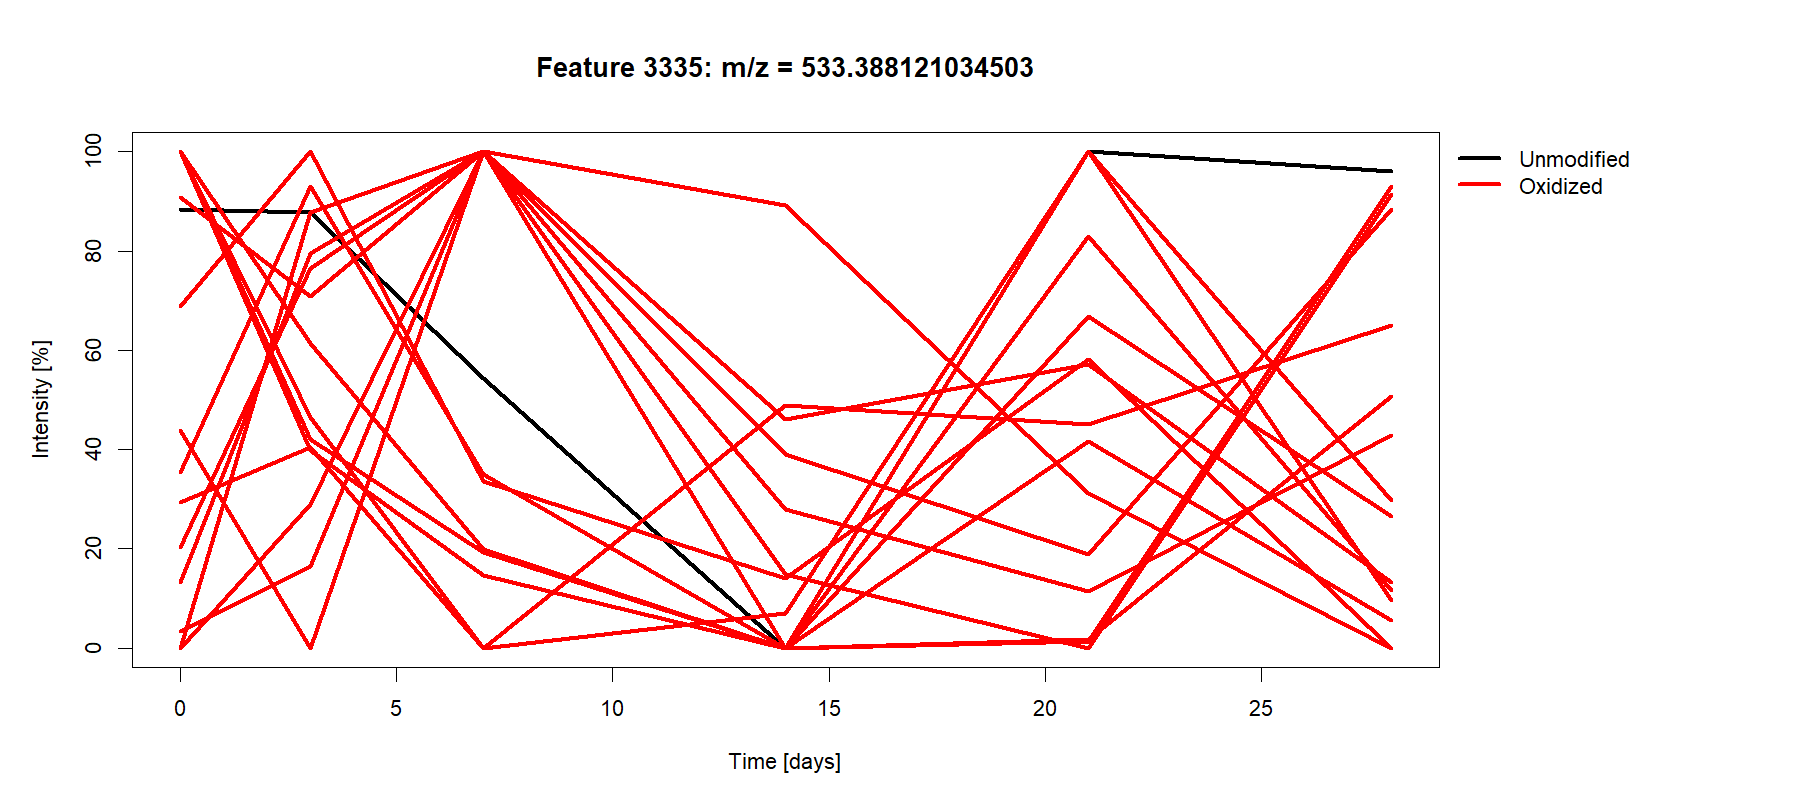 Feature 3335: m/z = 533.388121034503
100
80
60
40
20
0
Intensity [%]
0 5 10 15 20 25
Time [days]
Unmodified
Oxidized